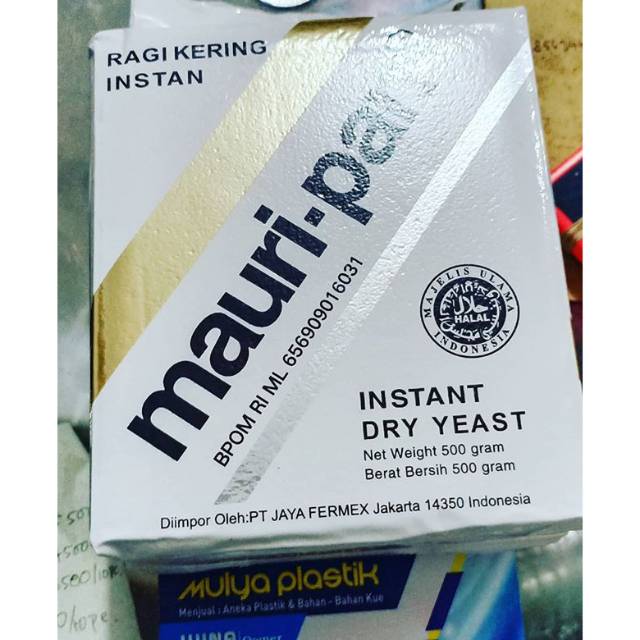 RAGI KERING
INSTAN
mauri-pan
BPOM RI ML 656909016031
MAJELIS ULAMA
حلال
HALAL
INDONESIA
INSTANT
DRY YEAST
Net Weight 500 gram
Berat Bersih 500 gram
Diimpor Oleh:PT JAYA FERMEX Jakarta 14350 Indonesia
Mulya plastik
Menjual : Aneka Plastik & Bahan - Bahan Kue
Owner